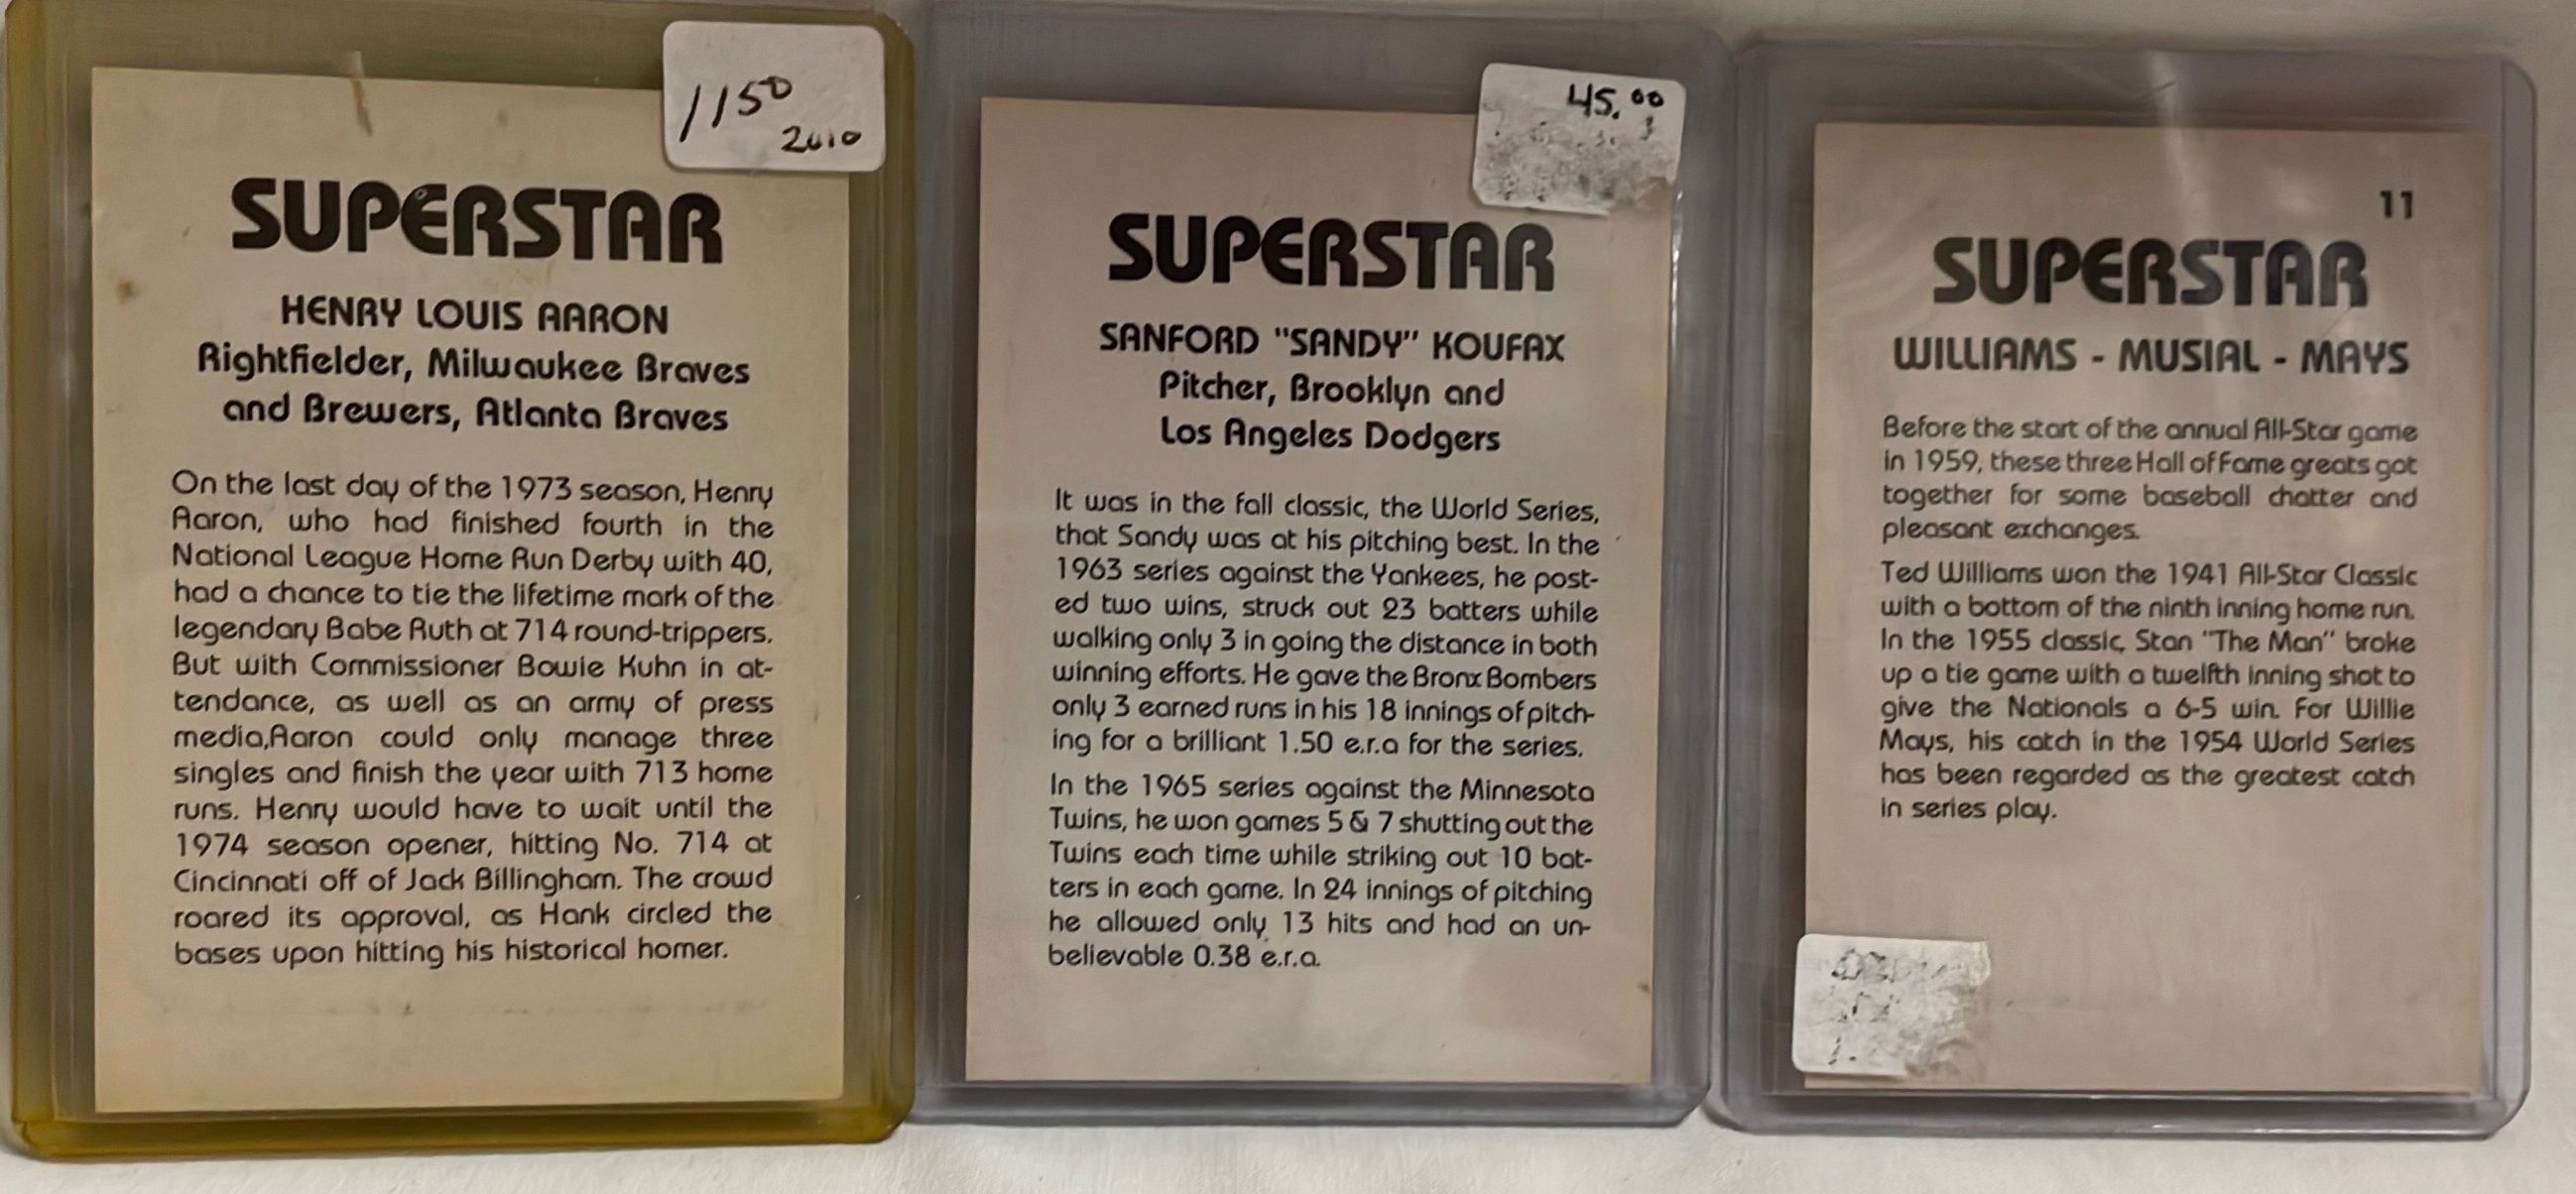 1150
2010
SUPERSTAR
HENRY LOUIS AARON
Rightfielder, Milwaukee Braves
and Brewers, Atlanta Braves
On the last day of the 1973 season, Henry
Aaron, who had finished fourth in the
National League Home Run Derby with 40,
had a chance to tie the lifetime mark of the
legendary Babe Ruth at 714 round-trippers.
But with Commissioner Bowie Kuhn in at-
tendance, as well as an army of press
media,Aaron could only manage three
singles and finish the year with 713 home
runs. Henry would have to wait until the
1974 season opener, hitting No. 714 at
Cincinnati off of Jack Billingham. The crowd
roared its approval, as Hank circled the
bases upon hitting his historical homer.
45.00
SUPERSTAR
SANFORD "SANDY" KOUFAX
Pitcher, Brooklyn and
Los Angeles Dodgers
It was in the fall classic, the World Series,
that Sandy was at his pitching best. In the
1963 series against the Yankees, he post-
ed two wins, struck out 23 batters while
walking only 3 in going the distance in both
winning efforts. He gave the Bronx Bombers
only 3 earned runs in his 18 innings of pitch-
ing for a brilliant 1.50 e.r.a for the series.
In the 1965 series against the Minnesota
Twins, he won games 5 & 7 shutting out the
Twins each time while striking out 10 bat-
ters in each game. In 24 innings of pitching
he allowed only 13 hits and had an un-
believable 0.38 e.r.a.
11
SUPERSTAR
WILLIAMS - MUSIAL - MAYS
Before the start of the annual All-Star game
in 1959, these three Hall of Fame greats got
together for some baseball chatter and
pleasant exchanges.
Ted Williams won the 1941 All-Star Classic
with a bottom of the ninth inning home run.
In the 1955 classic, Stan "The Man" broke
up a tie game with a twelfth inning shot to
give the Nationals a 6-5 win. For Willie
Mays, his catch in the 1954 World Series
has been regarded as the greatest catch
in series play.